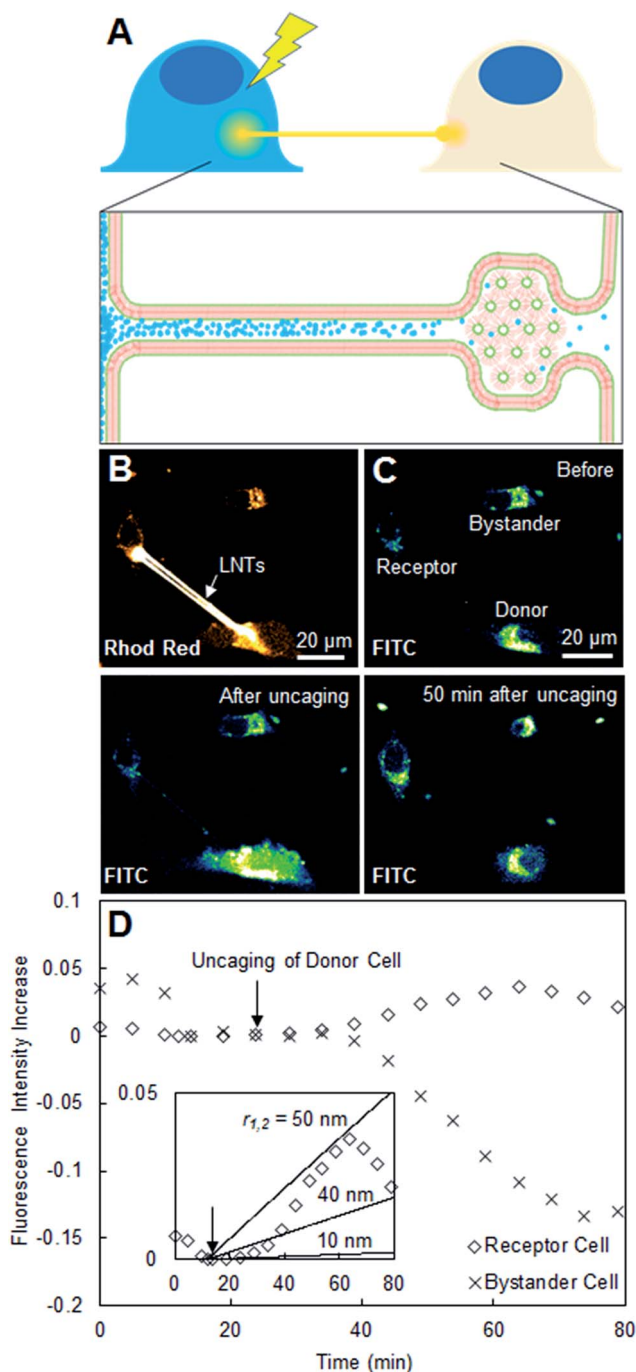 A
B
LNTs
Rhod Red
20 µm
C
Before
Bystander
Receptor
Donor
FITC
20 µm
After uncaging
FITC
50 min after uncaging
FITC
D
Uncaging of Donor Cell
Fluorescence Intensity Increase
0.1
0.05
0
-0.05
-0.1
-0.15
-0.2
0.05
0
r1,2 = 50 nm
40 nm
10 nm
0 20 40 60 80
Receptor Cell
Bystander Cell
0 20 40 60 80
Time (min)